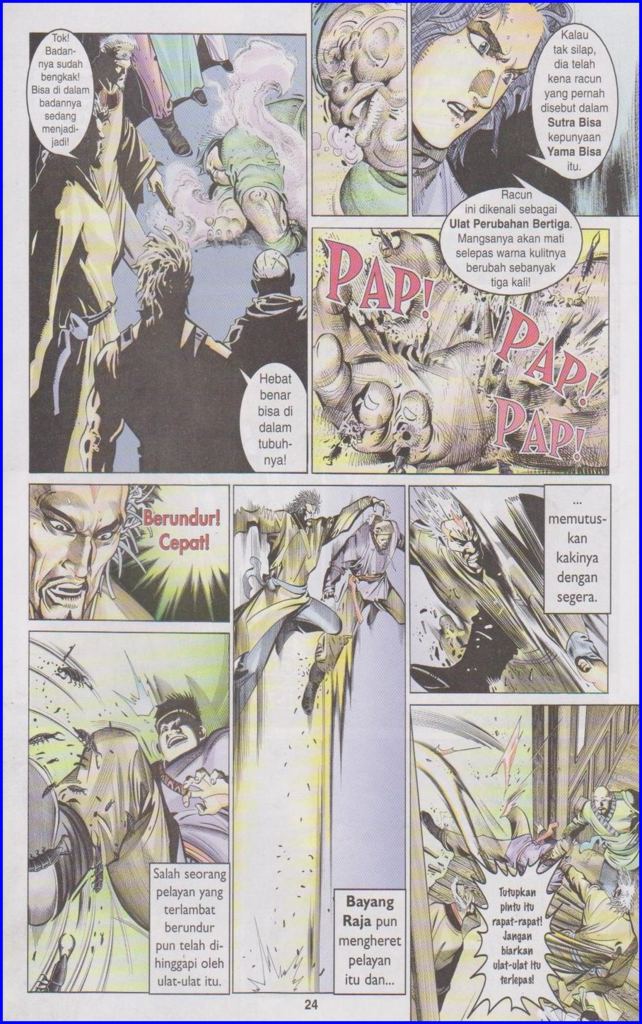 Tok!
Badan-
nya sudah
bengkak!
Bisa di dalam
badannya
sedang
menjadi-
jadi!
Hebat
benar
bisa di
dalam
tubuh-
nya!
Kalau
tak silap,
dia telah
kena racun
yang pernah
disebut dalam
Sutra Bisa
kepunyaan
Yama Bisa
itu.
Racun
ini dikenali sebagai
Ulat Perubahan Bertiga.
Mangsanya akan mati
selepas warna kulitnya
berubah sebanyak
tiga kali!
PAP!
PAP!
PAP!
Berundur!
Cepat!
Salah seorang
pelayan yang
terlambat
berundur
pun telah di-
hinggapi oleh
ulat-ulat itu.
Bayang
Raja pun
mengheret
pelayan
itu dan...
...
memutus-
kan
kakinya
dengan
segera.
Tutupkan
pintu itu
rapat-rapat!
Jangan
biarkan
ulat-ulat itu
terlepas!
24